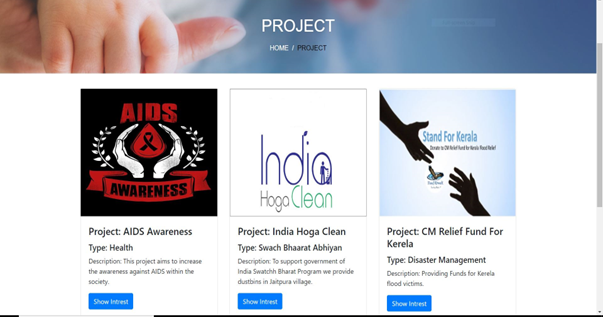 PROJECT
HOME / PROJECT
AIDS
AWARENESS
India
Hoga Clean
Stand For Kerala
Donate to CM Relief Fund for Kerala Flood Relief
Project: AIDS Awareness
Type: Health
Description: This project aims to increase
the awareness against AIDS within the
society.
Show Intrest
Project: India Hoga Clean
Type: Swach Bhaarat Abhiyan
Description: To support government of
India Swatchh Bharat Program we provide
dustbins in Jaitpura village.
Show Intrest
Project: CM Relief Fund For
Kerela
Type: Disaster Management
Description: Providing Funds for Kerela
flood victims.
Show Intrest